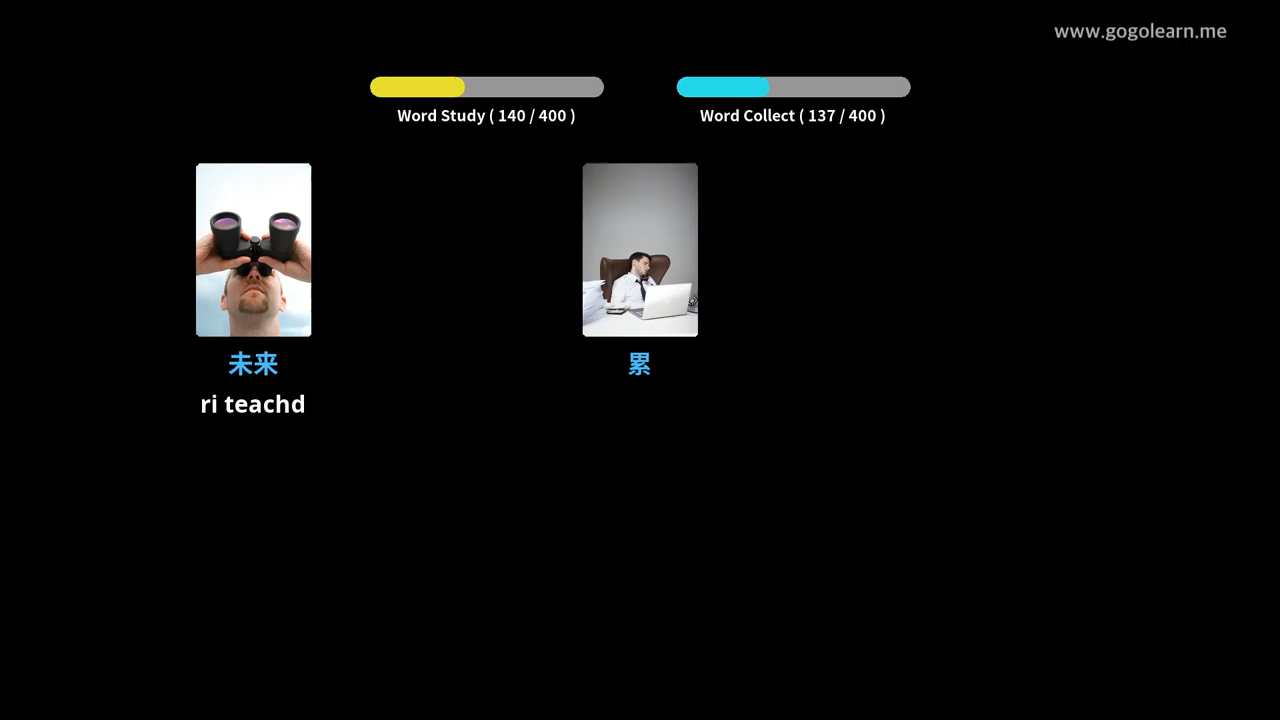 www.gogolearn.me
Word Study ( 140 / 400 )
Word Collect ( 137 / 400 )
未来
累
ri teachd